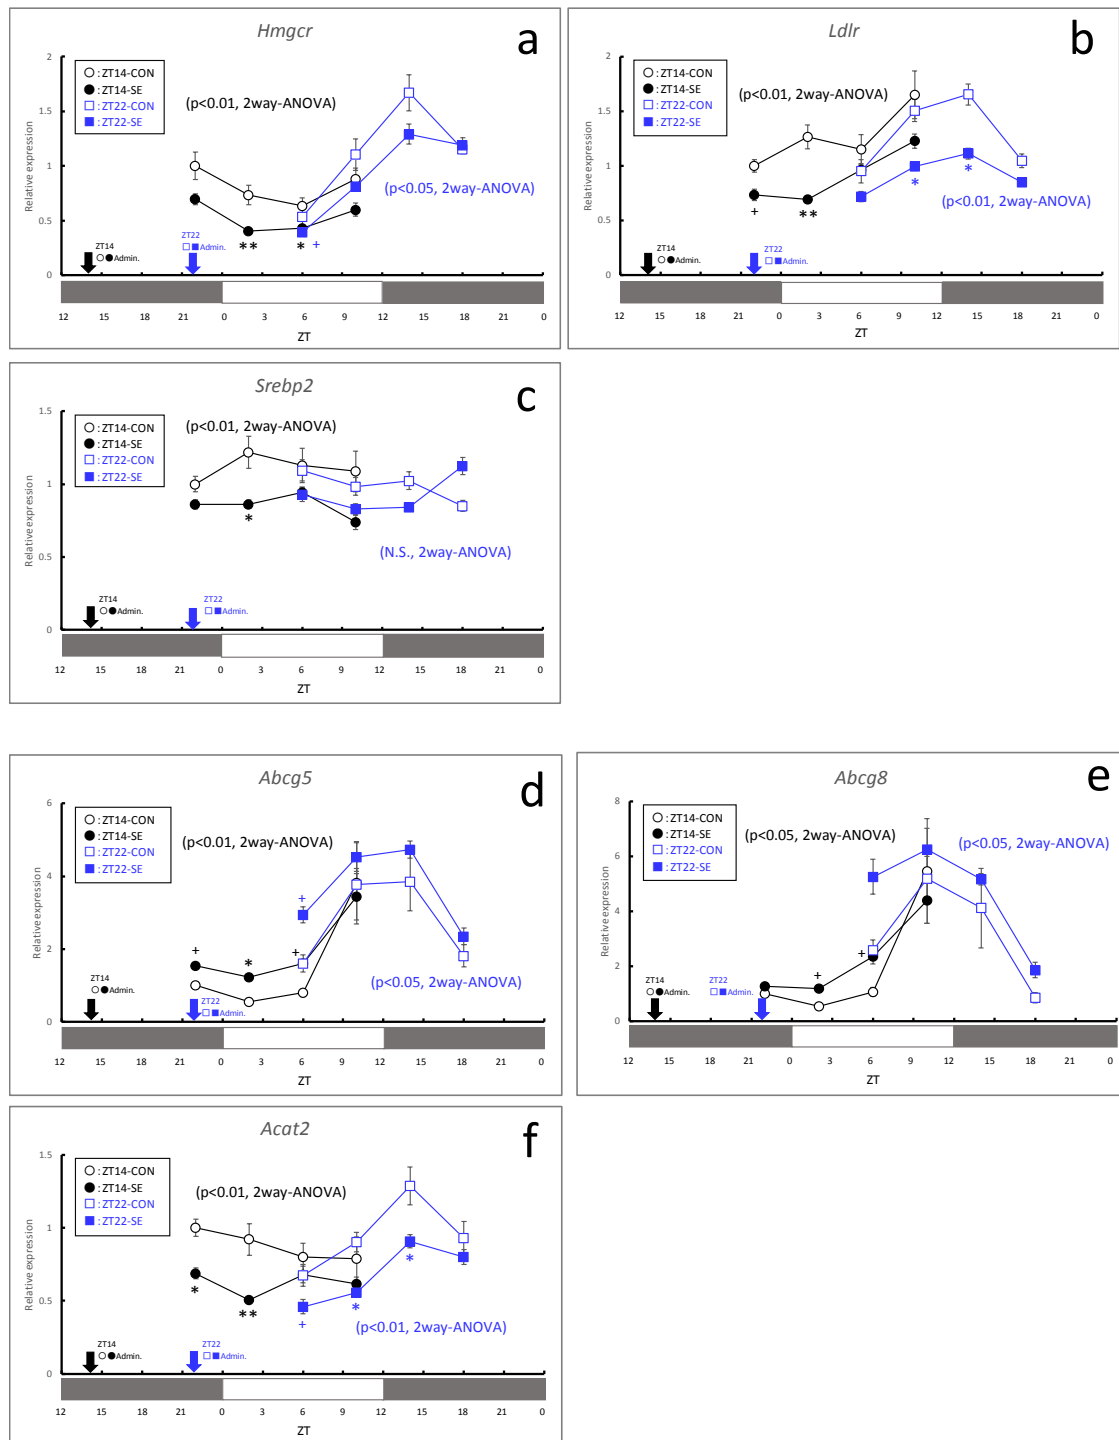 Hmgcr
a
○ : ZT14-CON
● : ZT14-SE
□ : ZT22-CON
■ : ZT22-SE
(p<0.01, 2way-ANOVA)
(p<0.05, 2way-ANOVA)
Relative expression
2
1.5
1
0.5
0
** * +
ZT14
○●Admin.
ZT22
□■Admin.
12 15 18 21 0 3 6 9 12 15 18 21 0
ZT
Ldlr
b
○ : ZT14-CON
● : ZT14-SE
□ : ZT22-CON
■ : ZT22-SE
(p<0.01, 2way-ANOVA)
(p<0.01, 2way-ANOVA)
Relative expression
2
1.5
1
0.5
0
+ ** * *
ZT14
○●Admin.
ZT22
□■Admin.
12 15 18 21 0 3 6 9 12 15 18 21 0
ZT
Srebp2
c
○ : ZT14-CON
● : ZT14-SE
□ : ZT22-CON
■ : ZT22-SE
(p<0.01, 2way-ANOVA)
(N.S., 2way-ANOVA)
Relative expression
1.5
1
0.5
0
*
ZT14
○●Admin.
ZT22
□■Admin.
12 15 18 21 0 3 6 9 12 15 18 21 0
ZT
Abcg5
d
○ : ZT14-CON
● : ZT14-SE
□ : ZT22-CON
■ : ZT22-SE
(p<0.01, 2way-ANOVA)
(p<0.05, 2way-ANOVA)
Relative expression
6
4
2
0
+ * + +
ZT14
○●Admin.
ZT22
□■Admin.
12 15 18 21 0 3 6 9 12 15 18 21 0
ZT
Abcg8
e
○ : ZT14-CON
● : ZT14-SE
□ : ZT22-CON
■ : ZT22-SE
(p<0.05, 2way-ANOVA)
(p<0.05, 2way-ANOVA)
Relative expression
8
6
4
2
0
+ +
ZT14
○●Admin.
ZT22
□■Admin.
12 15 18 21 0 3 6 9 12 15 18 21 0
ZT
Acat2
f
○ : ZT14-CON
● : ZT14-SE
□ : ZT22-CON
■ : ZT22-SE
(p<0.01, 2way-ANOVA)
(p<0.01, 2way-ANOVA)
Relative expression
1.5
1
0.5
0
* ** + * *
ZT14
○●Admin.
ZT22
□■Admin.
12 15 18 21 0 3 6 9 12 15 18 21 0
ZT